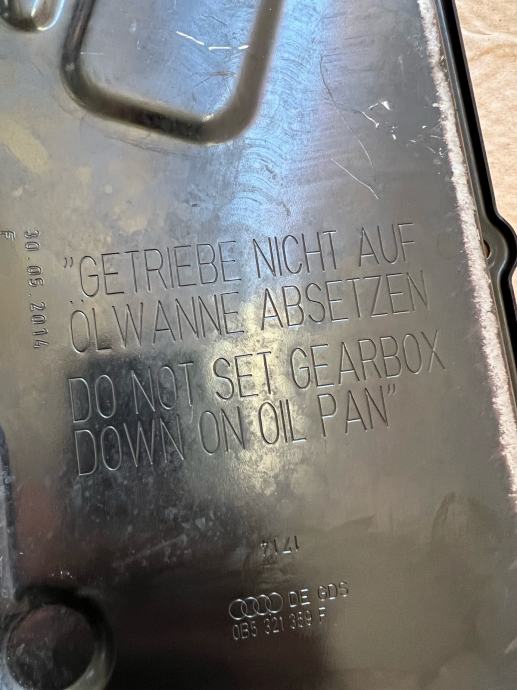 "GETRIEBE NICHT AUF
ÖLWANNE ABSETZEN
DO NOT SET GEARBOX
DOWN ON OIL PAN"
30.05.2014
F
1714
DE GDS
0B5 321 359 F